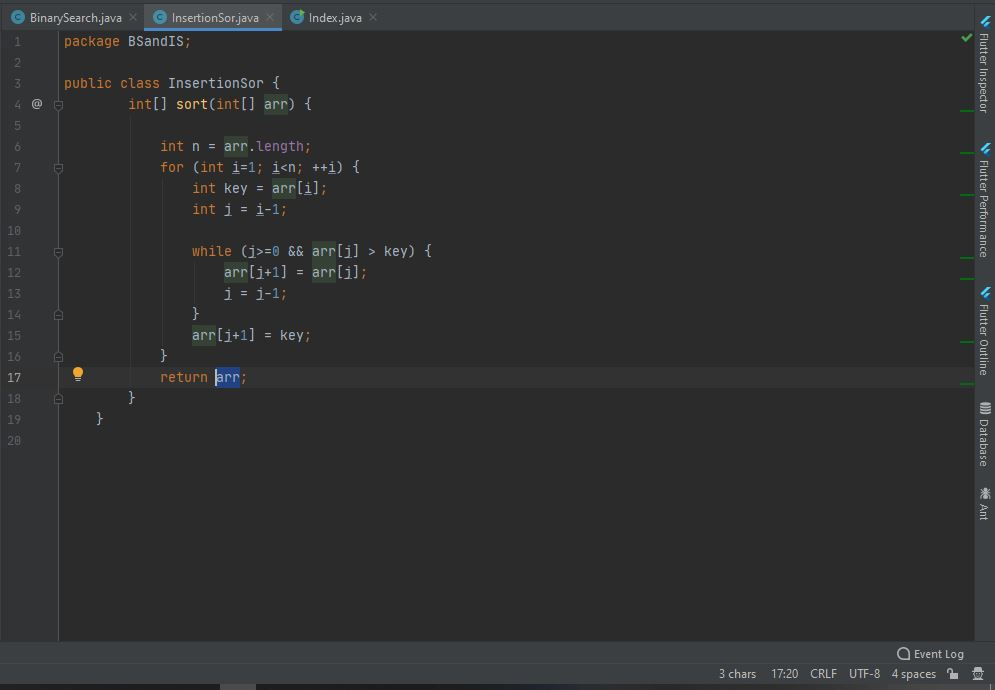 BinarySearch.java InsertionSor.java Index.java
1 package BSandIS;
2
3 public class InsertionSor {
4 @ int[] sort(int[] arr) {
5
6 int n = arr.length;
7 for (int i=1; i<n; ++i) {
8 int key = arr[i];
9 int j = i-1;
10
11 while (j>=0 && arr[j] > key) {
12 arr[j+1] = arr[j];
13 j = j-1;
14 }
15 arr[j+1] = key;
16 }
17 return arr;
18 }
19 }
20
Flutter Inspector
Flutter Performance
Flutter Outline
Database
Ant
Event Log
3 chars 17:20 CRLF UTF-8 4 spaces